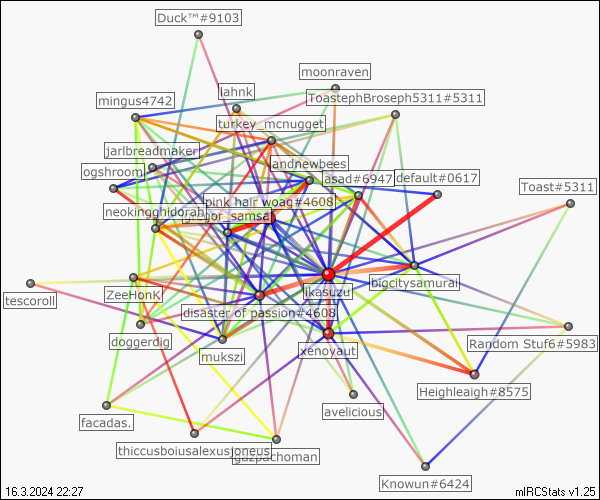 Duck™#9103
moonraven
lahnk
mingus4742
ToastephBroseph5311#5311
turkey_mcnugget
jarlbreadmaker
andnewbees
ogshroom
asad#6947
default#0617
Toast#5311
pink hair woag#4608
neokingghidorah
gregor_samsa
ikasuzu
bigcitysamurai
tescoroll
ZeeHonk
disaster of passion#4608
doggerdig
mukszi
xenoyaut
Random Stuf6#5983
Heighleaigh#8575
avelicious
facadas.
thiccusboiusalexusjoneus
gazpachoman
Knowun#6424
16.3.2024 22:27
mIRCStats v1.25